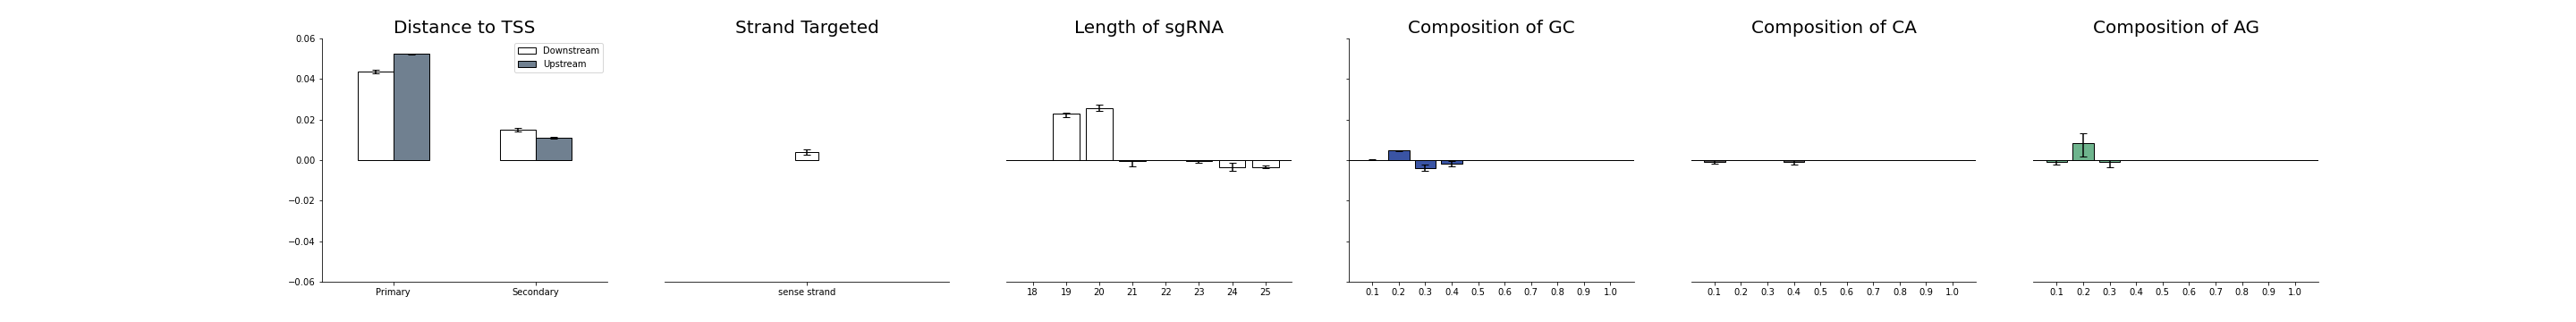 Distance to TSS
Strand Targeted
Length of sgRNA
Composition of GC
Composition of CA
Composition of AG
0.06
0.04
0.02
0.00
−0.02
−0.04
−0.06
Downstream
Upstream
Primary Secondary
sense strand
18 19 20 21 22 23 24 25
0.1 0.2 0.3 0.4 0.5 0.6 0.7 0.8 0.9 1.0
0.1 0.2 0.3 0.4 0.5 0.6 0.7 0.8 0.9 1.0
0.1 0.2 0.3 0.4 0.5 0.6 0.7 0.8 0.9 1.0